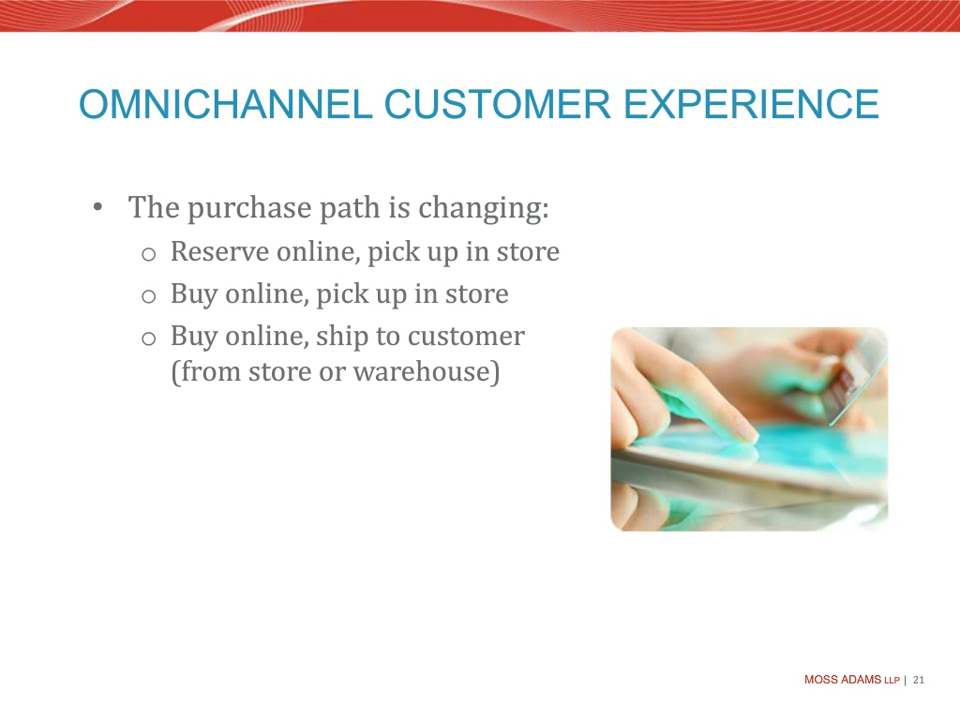 OMNICHANNEL CUSTOMER EXPERIENCE
• The purchase path is changing:
o Reserve online, pick up in store
o Buy online, pick up in store
o Buy online, ship to customer
(from store or warehouse)
MOSS ADAMS LLP | 21